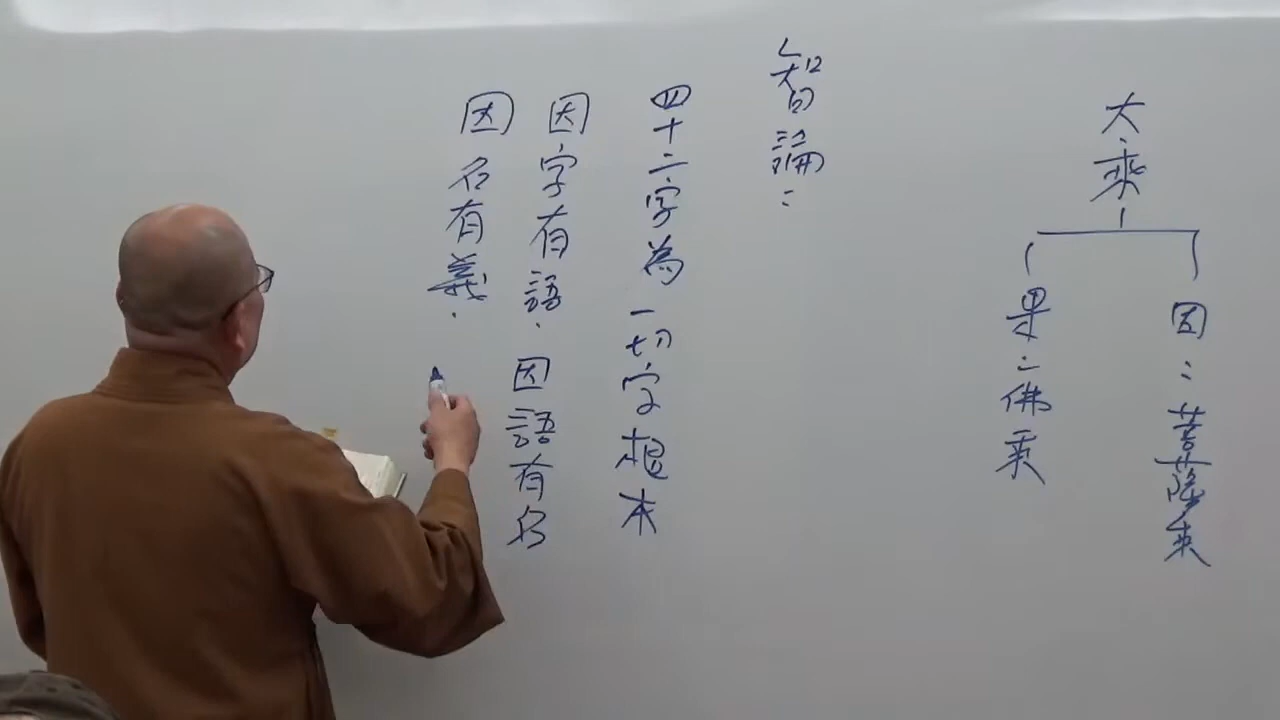 大乘
因：菩薩乘
果：佛乘
智論：
四十二字為一切字根本
因字有語．因語有名
因名有義．